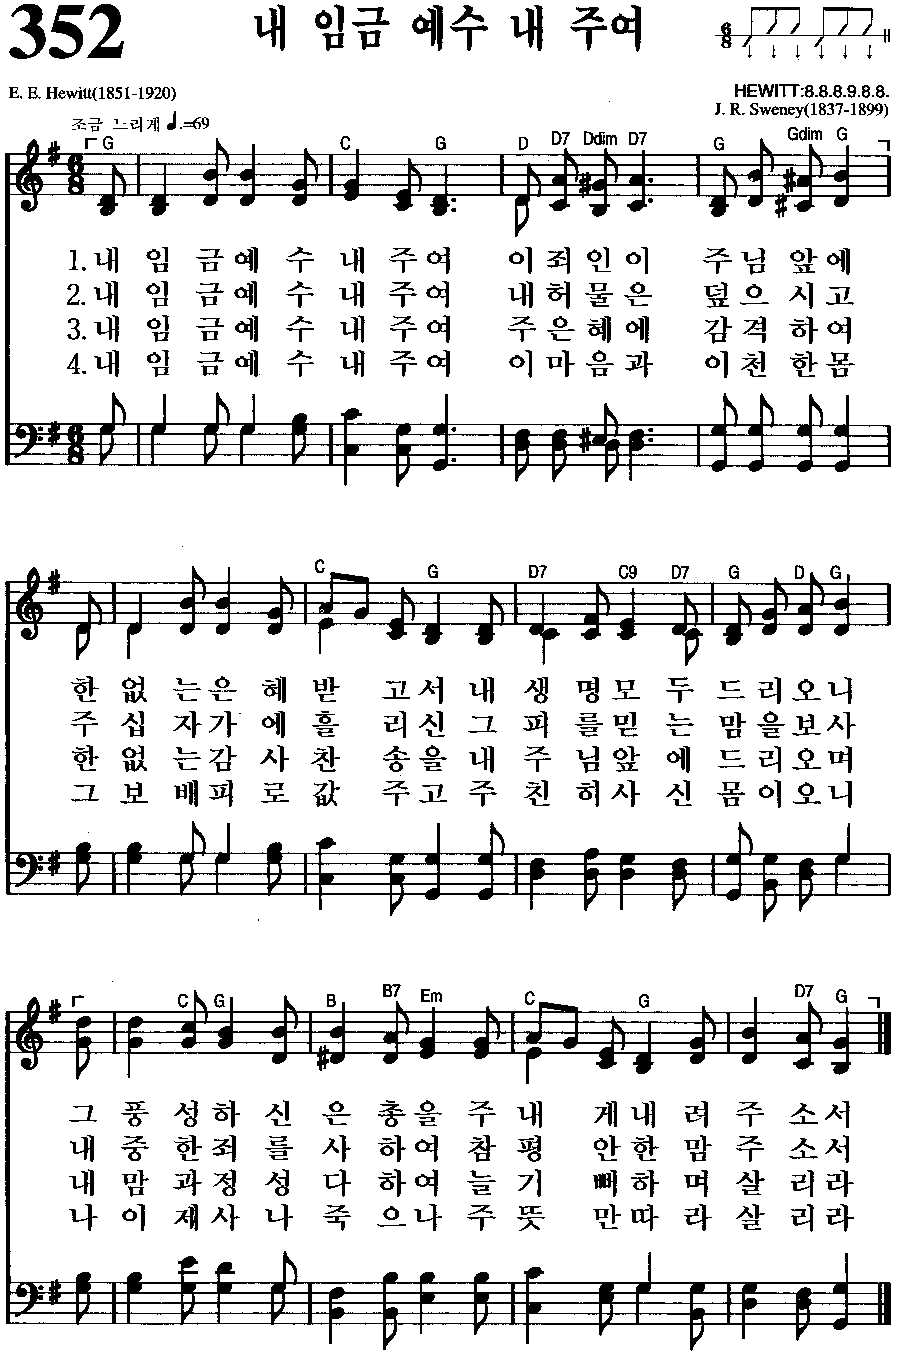 352 내 임금 예수 내 주여 6/8
E. E. Hewitt(1851-1920) HEWITT:8.8.8.9.8.8.
J. R. Sweney(1837-1899)
조금 느리게 ♩.=69
G C G D D7 Ddim D7 G Gdim G
1.내 임 금예 수 내 주여 이죄인이 주님 앞에
2.내 임 금예 수 내 주여 내허물은 덮으 시고
3.내 임 금예 수 내 주여 주은혜에 감격 하여
4.내 임 금예 수 내 주여 이마음과 이천 한몸
C G D7 C9 D7 G D G
한 없 는은 혜 받 고서 내 생 명모 두 드리오니
주 십 자가 에 흘 리신 그 피 를믿 는 맘을보사
한 없 는감 사 찬 송을 내 주 님앞 에 드리오며
그 보 배피 로 값 주고 주 친 히사 신 몸이오니
C G B B7 Em C G D7 G
그 풍 성하 신 은 총을 주 내 게내 려 주 소서
내 중 한죄 를 사 하여 참 평 안한 맘 주 소서
내 맘 과정 성 다 하여 늘 기 뻐하 며 살 리라
나 이 제사 나 죽 으나 주 뜻 만따 라 살 리라